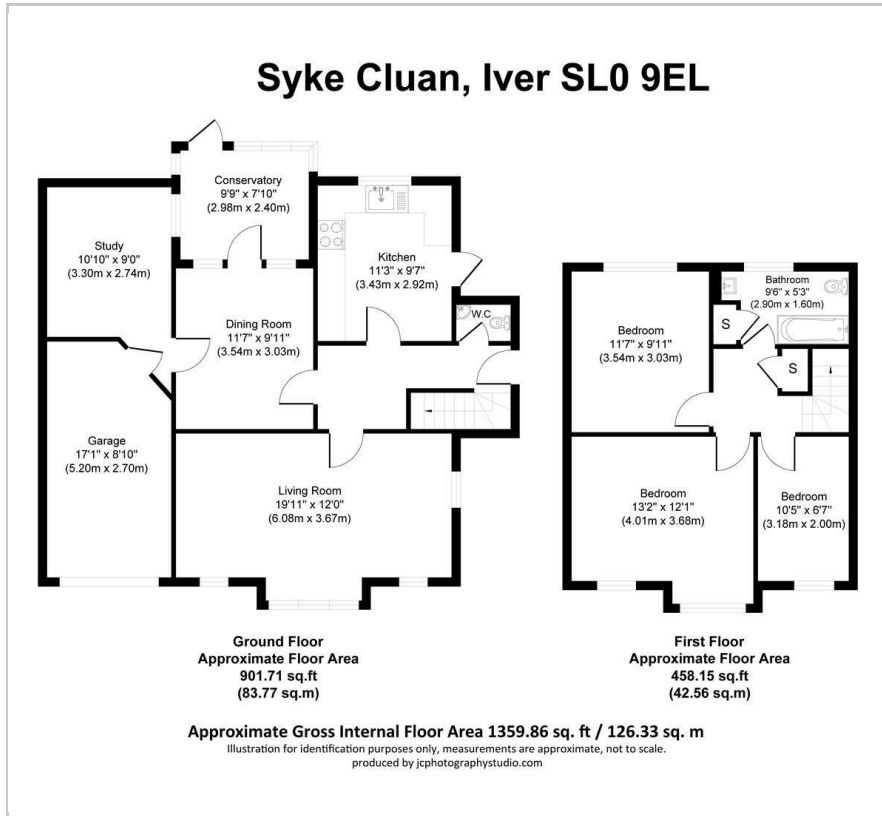 Syke Cluan, Iver SL0 9EL
Conservatory
9'9" x 7'10"
(2.98m x 2.40m)
Study
10'10" x 9'0"
(3.30m x 2.74m)
Kitchen
11'3" x 9'7"
(3.43m x 2.92m)
W.C
Dining Room
11'7" x 9'11"
(3.54m x 3.03m)
Garage
17'1" x 8'10"
(5.20m x 2.70m)
Living Room
19'11" x 12'0"
(6.08m x 3.67m)
Ground Floor
Approximate Floor Area
901.71 sq.ft
(83.77 sq.m)
Bathroom
9'6" x 5'3"
(2.90m x 1.60m)
S
S
Bedroom
11'7" x 9'11"
(3.54m x 3.03m)
Bedroom
13'2" x 12'1"
(4.01m x 3.68m)
Bedroom
10'5" x 6'7"
(3.18m x 2.00m)
First Floor
Approximate Floor Area
458.15 sq.ft
(42.56 sq.m)
Approximate Gross Internal Floor Area 1359.86 sq. ft / 126.33 sq. m
Illustration for identification purposes only, measurements are approximate, not to scale.
produced by jcphotographystudio.com